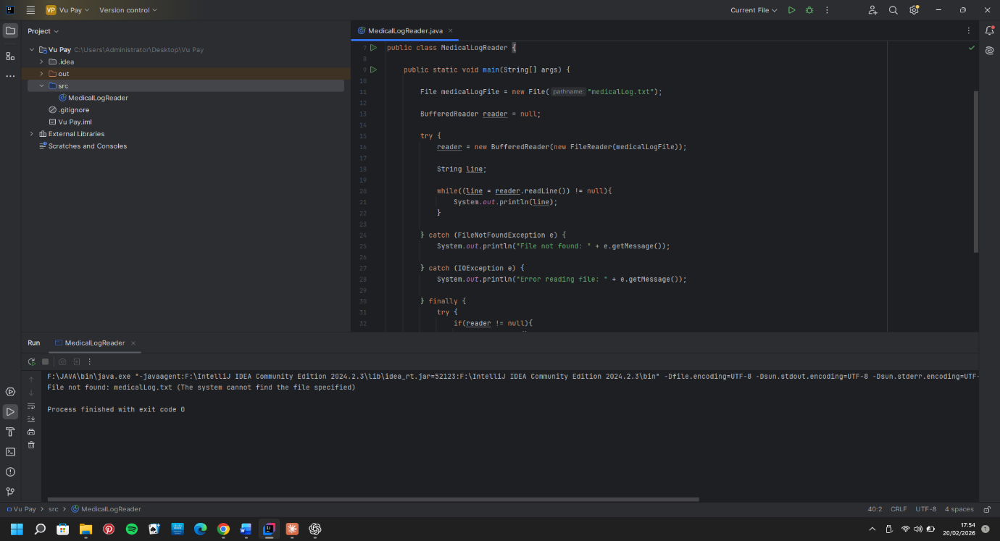 VP Vu Pay Version control Current File
Project
MedicalLogReader.java
Vu Pay C:\Users\Administrator\Desktop\Vu Pay
.idea
out
src
MedicalLogReader
.gitignore
Vu Pay.iml
External Libraries
Scratches and Consoles
7 public class MedicalLogReader {
8
9 public static void main(String[] args) {
10
11 File medicalLogFile = new File( pathname: "medicalLog.txt");
12
13 BufferedReader reader = null;
14
15 try {
16 reader = new BufferedReader(new FileReader(medicalLogFile));
17
18 String line;
19
20 while((line = reader.readLine()) != null){
21 System.out.println(line);
22 }
23
24 } catch (FileNotFoundException e) {
25 System.out.println("File not found: " + e.getMessage());
26
27 } catch (IOException e) {
28 System.out.println("Error reading file: " + e.getMessage());
29
30 } finally {
31 try {
32 if(reader != null){
Run MedicalLogReader
F:\JAVA\bin\java.exe "-javaagent:F:\IntelliJ IDEA Community Edition 2024.2.3\lib\idea_rt.jar=52123:F:\IntelliJ IDEA Community Edition 2024.2.3\bin" -Dfile.encoding=UTF-8 -Dsun.stdout.encoding=UTF-8 -Dsun.stderr.encoding=UTF-
File not found: medicalLog.txt (The system cannot find the file specified)
Process finished with exit code 0
Vu Pay src MedicalLogReader 40:2 CRLF UTF-8 4 spaces
17:54
20/02/2026
1